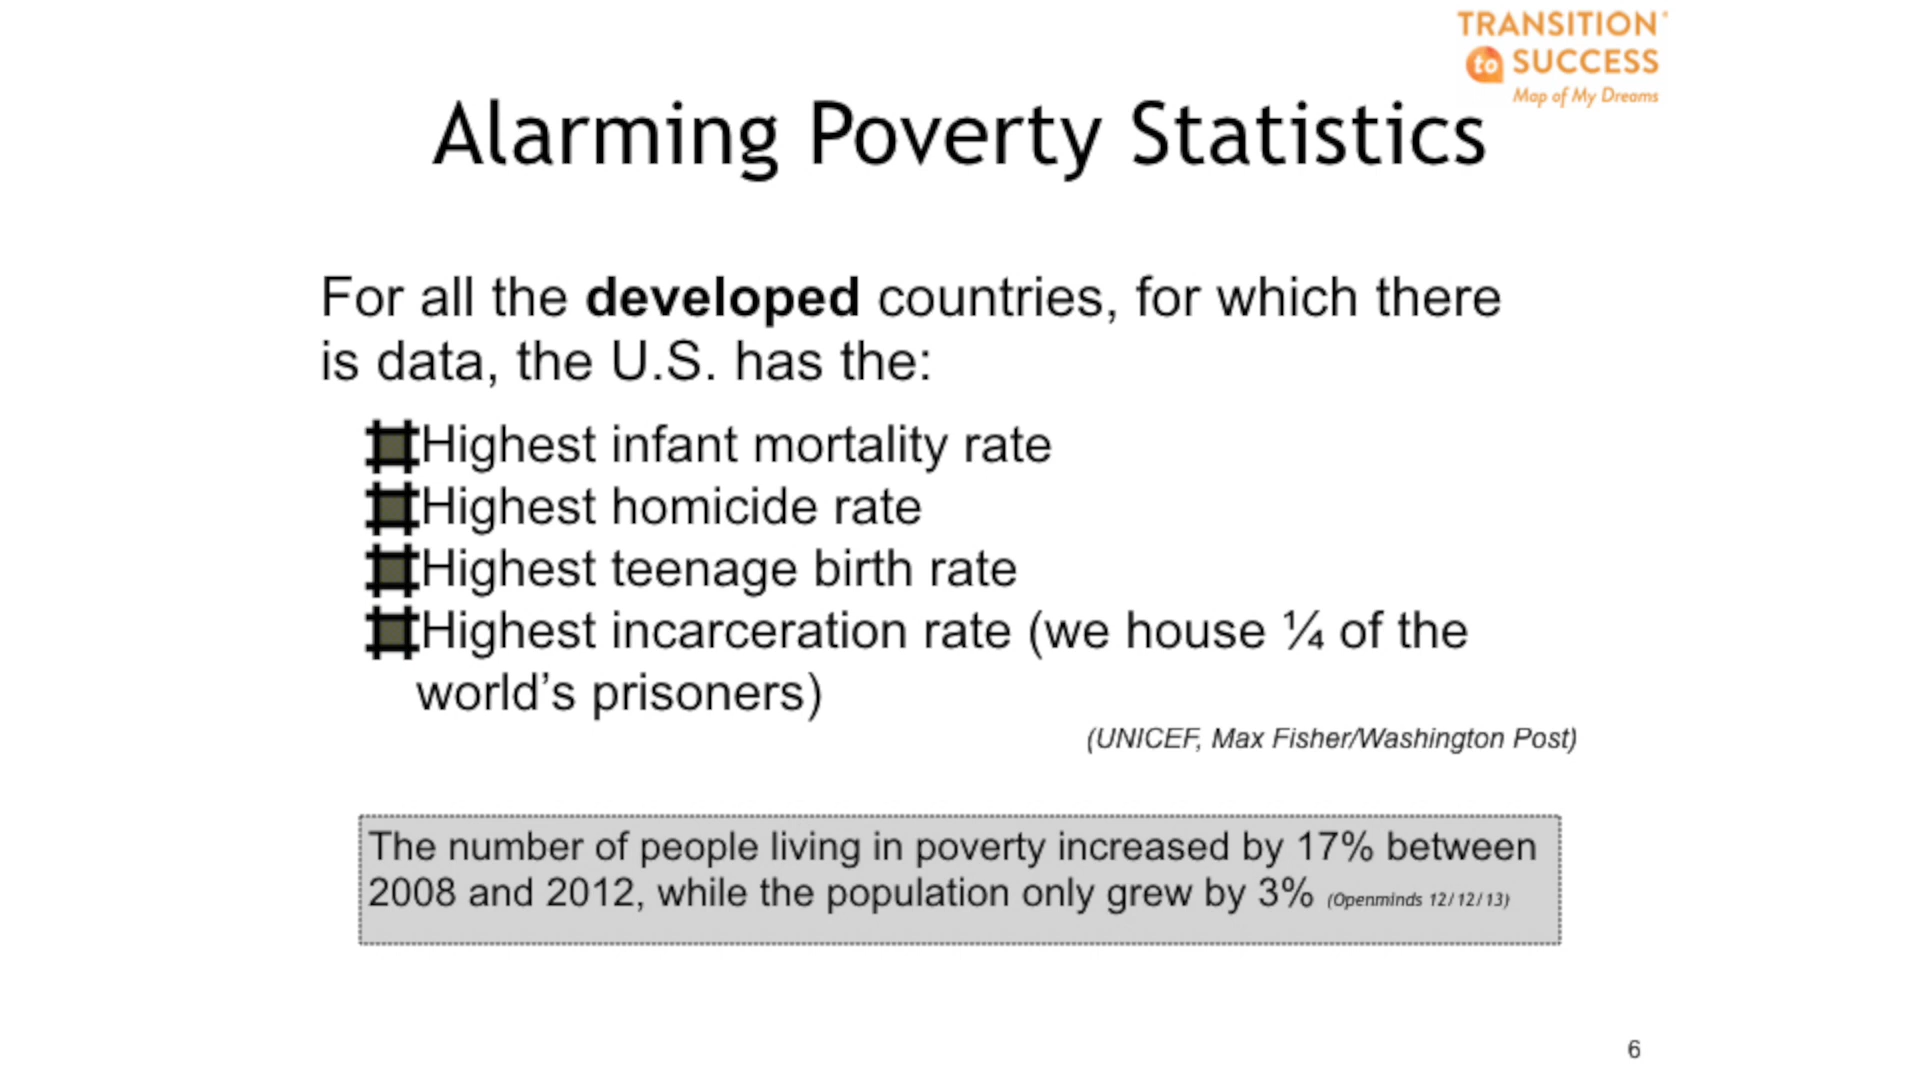 TRANSITION
to SUCCESS
Map of My Dreams
Alarming Poverty Statistics
For all the developed countries, for which there
is data, the U.S. has the:
Highest infant mortality rate
Highest homicide rate
Highest teenage birth rate
Highest incarceration rate (we house ¼ of the
world’s prisoners)
(UNICEF, Max Fisher/Washington Post)
The number of people living in poverty increased by 17% between
2008 and 2012, while the population only grew by 3% (Openminds 12/12/13)
6